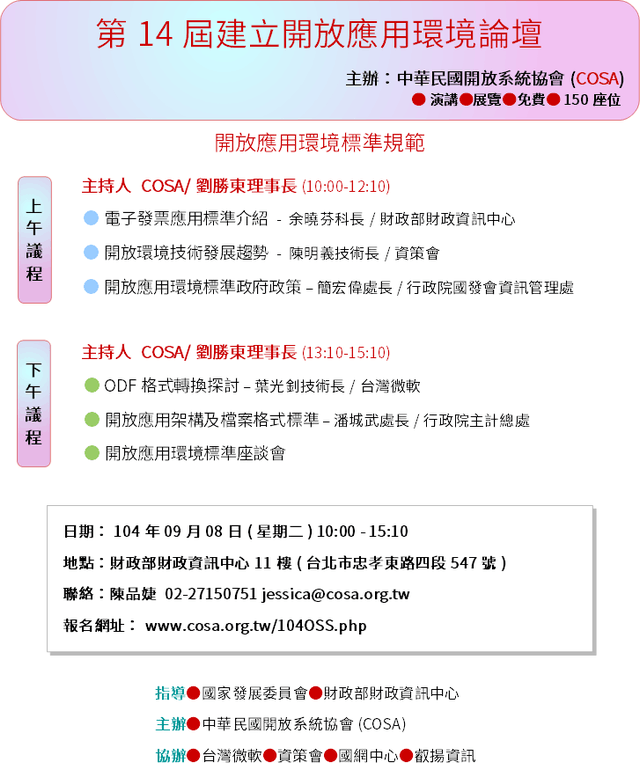 第 14 屆建立開放應用環境論壇
主辦：中華民國開放系統協會 (COSA)
● 演講●展覽●免費● 150 座位
開放應用環境標準規範
上午議程
主持人 COSA/ 劉勝東理事長 (10:00-12:10)
● 電子發票應用標準介紹 - 余曉芬科長 / 財政部財政資訊中心
● 開放環境技術發展趨勢 - 陳明義技術長 / 資策會
● 開放應用環境標準政府政策 – 簡宏偉處長 / 行政院國發會資訊管理處
下午議程
主持人 COSA/ 劉勝東理事長 (13:10-15:10)
● ODF 格式轉換探討 – 葉光釗技術長 / 台灣微軟
● 開放應用架構及檔案格式標準 – 潘城武處長 / 行政院主計總處
● 開放應用環境標準座談會
日期： 104 年 09 月 08 日 ( 星期二 ) 10:00 - 15:10
地點：財政部財政資訊中心 11 樓 ( 台北市忠孝東路四段 547 號 )
聯絡：陳品婕 02-27150751 jessica@cosa.org.tw
報名網址： www.cosa.org.tw/104OSS.php
指導●國家發展委員會●財政部財政資訊中心
主辦●中華民國開放系統協會 (COSA)
協辦●台灣微軟●資策會●國網中心●叡揚資訊